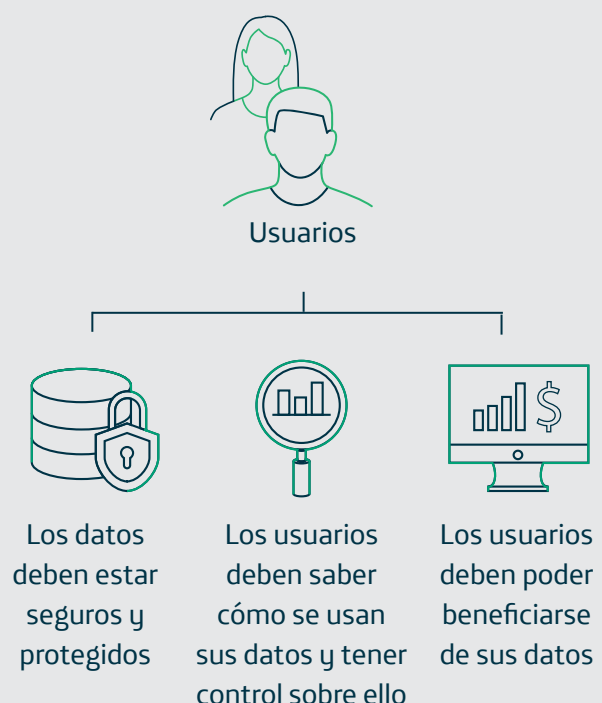 Usuarios
$
Los datos
deben estar
seguros y
protegidos
Los usuarios
deben saber
cómo se usan
sus datos y tener
control sobre ello
Los usuarios
deben poder
beneficiarse
de sus datos